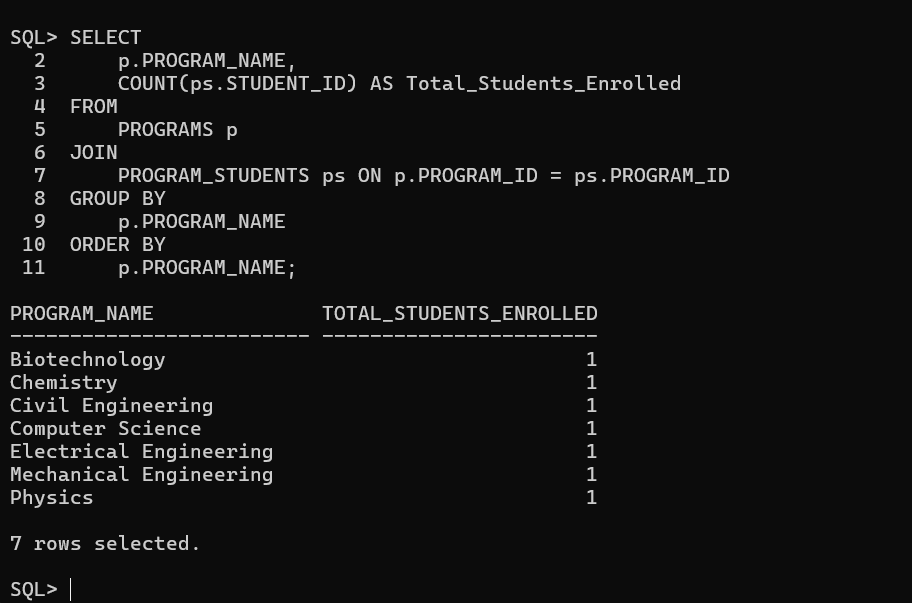 SQL> SELECT
  2      p.PROGRAM_NAME,
  3      COUNT(ps.STUDENT_ID) AS Total_Students_Enrolled
  4  FROM
  5      PROGRAMS p
  6  JOIN
  7      PROGRAM_STUDENTS ps ON p.PROGRAM_ID = ps.PROGRAM_ID
  8  GROUP BY
  9      p.PROGRAM_NAME
 10  ORDER BY
 11      p.PROGRAM_NAME;
PROGRAM_NAME              TOTAL_STUDENTS_ENROLLED
------------------------- -----------------------
Biotechnology                                   1
Chemistry                                       1
Civil Engineering                               1
Computer Science                                1
Electrical Engineering                          1
Mechanical Engineering                          1
Physics                                         1
7 rows selected.
SQL>